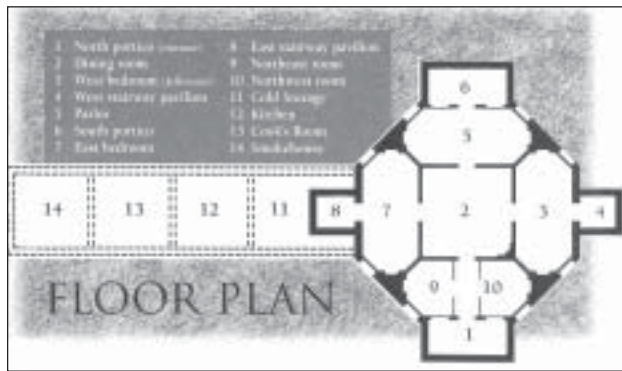 1 North portico (entrance)
2 Dining room
3 West bedroom
4 West stairway pavilion
5 Parlor
6 South portico
7 East bedroom
8 East stairway pavilion
9 Northeast room
10 Northwest room
11 Cold Storage
12 Kitchen
13 Cook's Room
14 Smokehouse
6
5
14 13 12 11 8 7 2 3 4
9 10
1
FLOOR PLAN